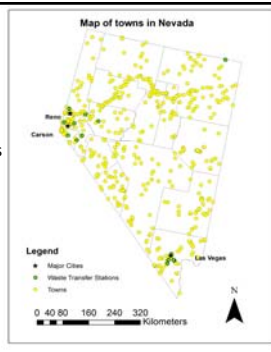 Map of towns in Nevada
Reno
Carson
s
Las Vegas
Legend
Major Cities
Waste Transfer Stations
Towns
N
0 40 80 160 240 320
Kilometers